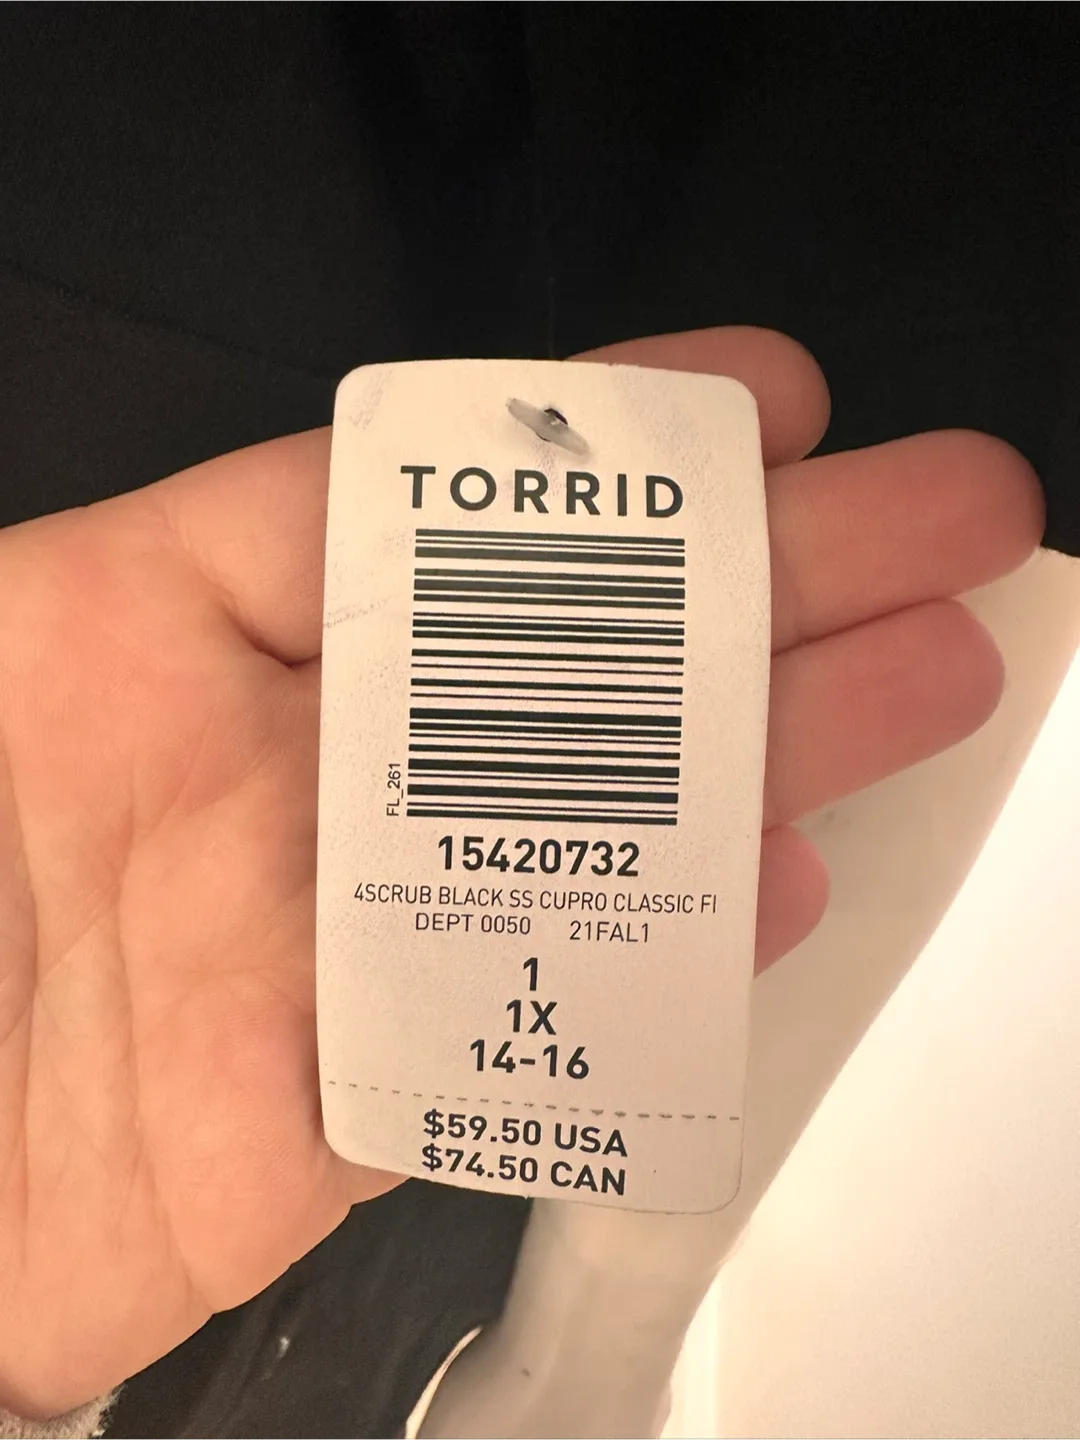 TORRID
FL_261
15420732
4SCRUB BLACK SS CUPRO CLASSIC FI
DEPT 0050 21FAL1
1
1X
14-16
$59.50 USA
$74.50 CAN